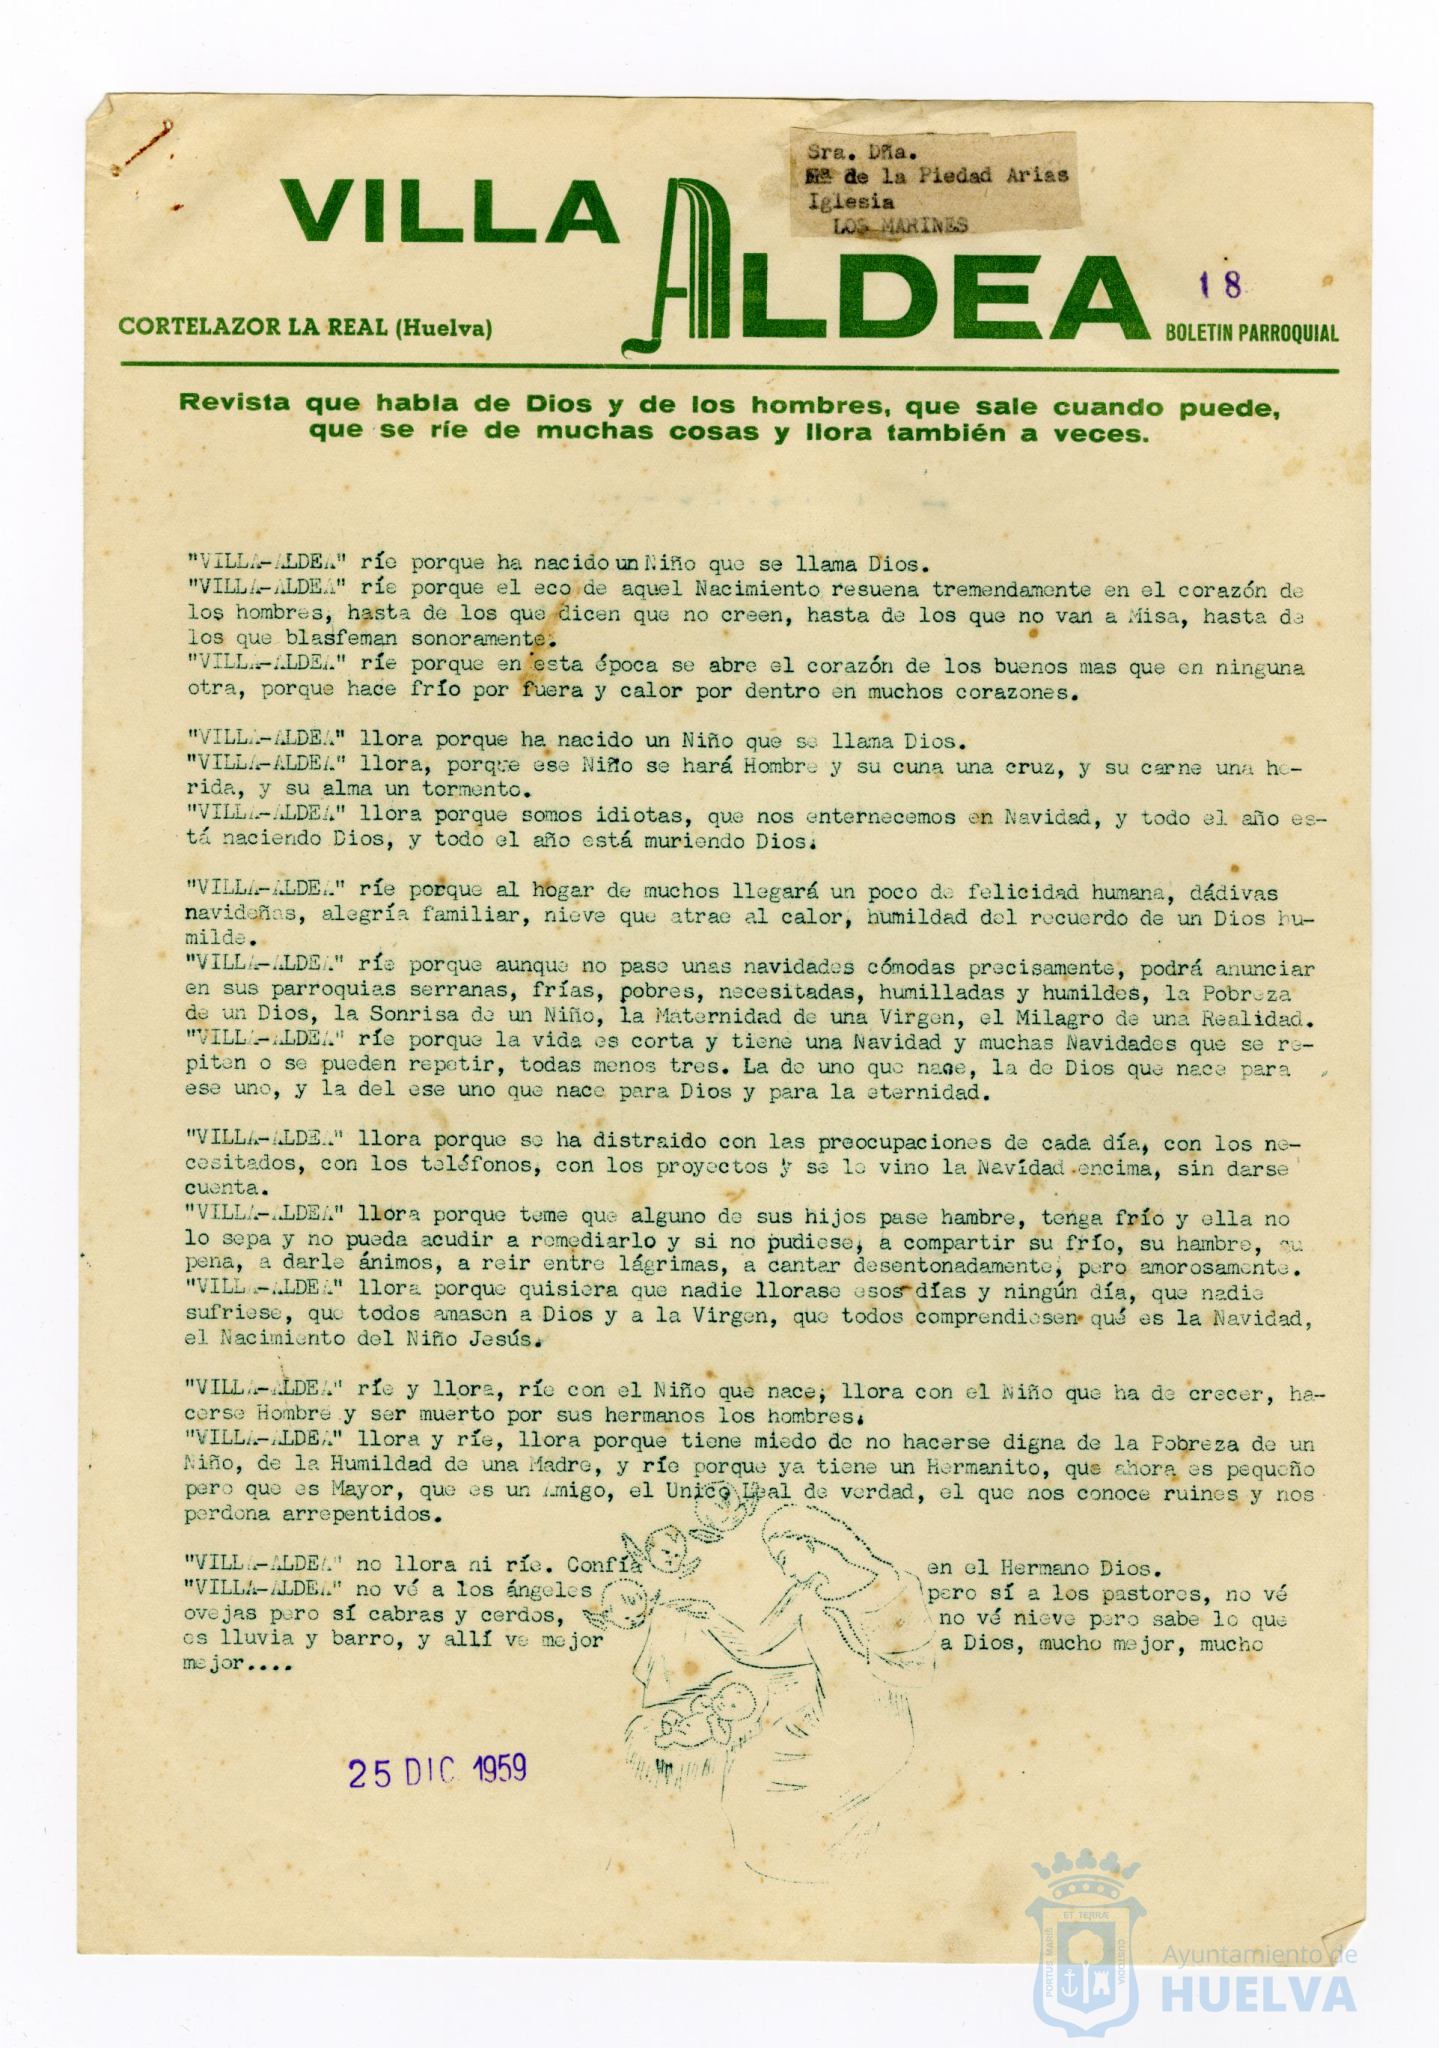 Sra. Dña.
Mª de la Piedad Arias
Iglesia
LOS MARINES
VILLA
ALDEA
18
CORTELAZOR LA REAL (Huelva)
BOLETIN PARROQUIAL
Revista que habla de Dios y de los hombres, que sale cuando puede,
que se ríe de muchas cosas y llora también a veces.
"VILLA-ALDEA" ríe porque ha nacido un Niño que se llama Dios.
"VILLA-ALDEA" ríe porque el eco de aquel Nacimiento resuena tremendamente en el corazón de
los hombres, hasta de los que dicen que no creen, hasta de los que no van a Misa, hasta de
los que blasfeman sonoramente.
"VILLA-ALDEA" ríe porque en esta época se abre el corazón de los buenos mas que en ninguna
otra, porque hace frío por fuera y calor por dentro en muchos corazones.
"VILLA-ALDEA" llora porque ha nacido un Niño que se llama Dios.
"VILLA-ALDEA" llora, porque ese Niño se hará Hombre y su cuna una cruz, y su carne una he-
rida, y su alma un tormento.
"VILLA-ALDEA" llora porque somos idiotas, que nos enternecemos en Navidad, y todo el año es-
tá naciendo Dios, y todo el año está muriendo Dios.
"VILLA-ALDEA" ríe porque al hogar de muchos llegará un poco de felicidad humana, dádivas
navideñas, alegría familiar, nieve que atrae al calor, humildad del recuerdo de un Dios hu-
milde.
"VILLA-ALDEA" ríe porque aunque no pase unas navidades cómodas precisamente, podrá anunciar
en sus parroquias serranas, frías, pobres, necesitadas, humilladas y humildes, la Pobreza
de un Dios, la Sonrisa de un Niño, la Maternidad de una Virgen, el Milagro de una Realidad.
"VILLA-ALDEA" ríe porque la vida es corta y tiene una Navidad y muchas Navidades que se re-
piten o se pueden repetir, todas menos tres. La de uno que nace, la de Dios que nace para
ese uno, y la del ese uno que nace para Dios y para la eternidad.
"VILLA-ALDEA" llora porque se ha distraido con las preocupaciones de cada día, con los ne-
cesitados, con los teléfonos, con los proyectos y se le vino la Navidad encima, sin darse
cuenta.
"VILLA-ALDEA" llora porque teme que alguno de sus hijos pase hambre, tenga frío y ella no
lo sepa y no pueda acudir a remediarlo y si no pudiese, a compartir su frío, su hambre, su
pena, a darle ánimos, a reir entre lágrimas, a cantar desentonadamente, pero amorosamente.
"VILLA-ALDEA" llora porque quisiera que nadie llorase esos días y ningún día, que nadie
sufriese, que todos amasen a Dios y a la Virgen, que todos comprendiesen qué es la Navidad,
el Nacimiento del Niño Jesús.
"VILLA-ALDEA" ríe y llora, ríe con el Niño que nace, llora con el Niño que ha de crecer, ha-
cerse Hombre y ser muerto por sus hermanos los hombres.
"VILLA-ALDEA" llora y ríe, llora porque tiene miedo de no hacerse digna de la Pobreza de un
Niño, de la Humildad de una Madre, y ríe porque ya tiene un Hermanito, que ahora es pequeño
pero que es Mayor, que es un Amigo, el Unico Leal de verdad, el que nos conoce ruines y nos
perdona arrepentidos.
"VILLA-ALDEA" no llora ni ríe. Confía en el Hermano Dios.
"VILLA-ALDEA" no vé a los ángeles pero sí a los pastores, no vé
ovejas pero sí cabras y cerdos, no vé nieve pero sabe lo que
es lluvia y barro, y allí ve mejor a Dios, mucho mejor, mucho
mejor....
25 DIC 1959
ET TERRÆ
PORTUS MARIS
CUSTODIA
Ayuntamiento de
HUELVA